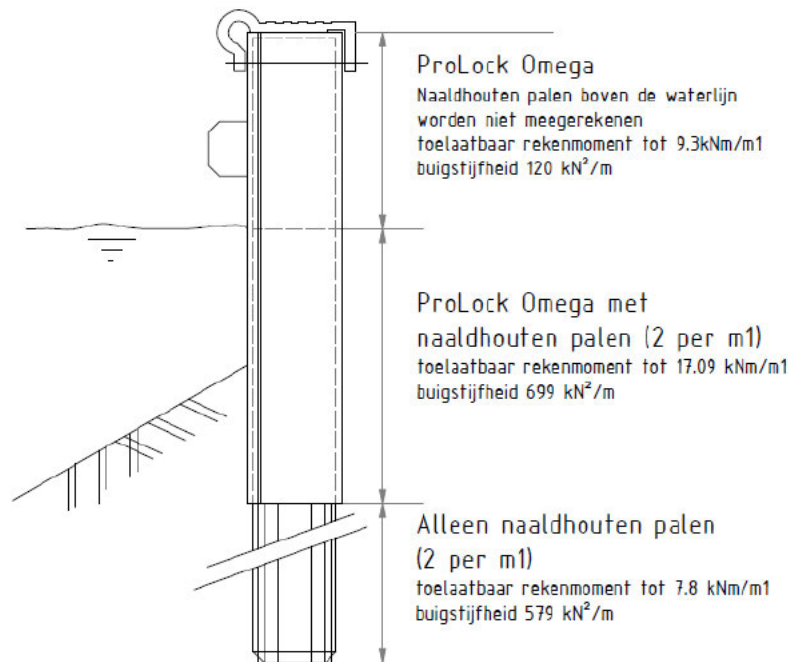 ProLock Omega
Naaldhouten palen boven de waterlijn
worden niet meegerekenen
toelaatbaar rekenmoment tot 9.3kNm/m1
buigstijfheid 120 kN²/m
ProLock Omega met
naaldhouten palen (2 per m1)
toelaatbaar rekenmoment tot 17.09 kNm/m1
buigstijfheid 699 kN²/m
Alleen naaldhouten palen
(2 per m1)
toelaatbaar rekenmoment tot 7.8 kNm/m1
buigstijfheid 579 kN²/m